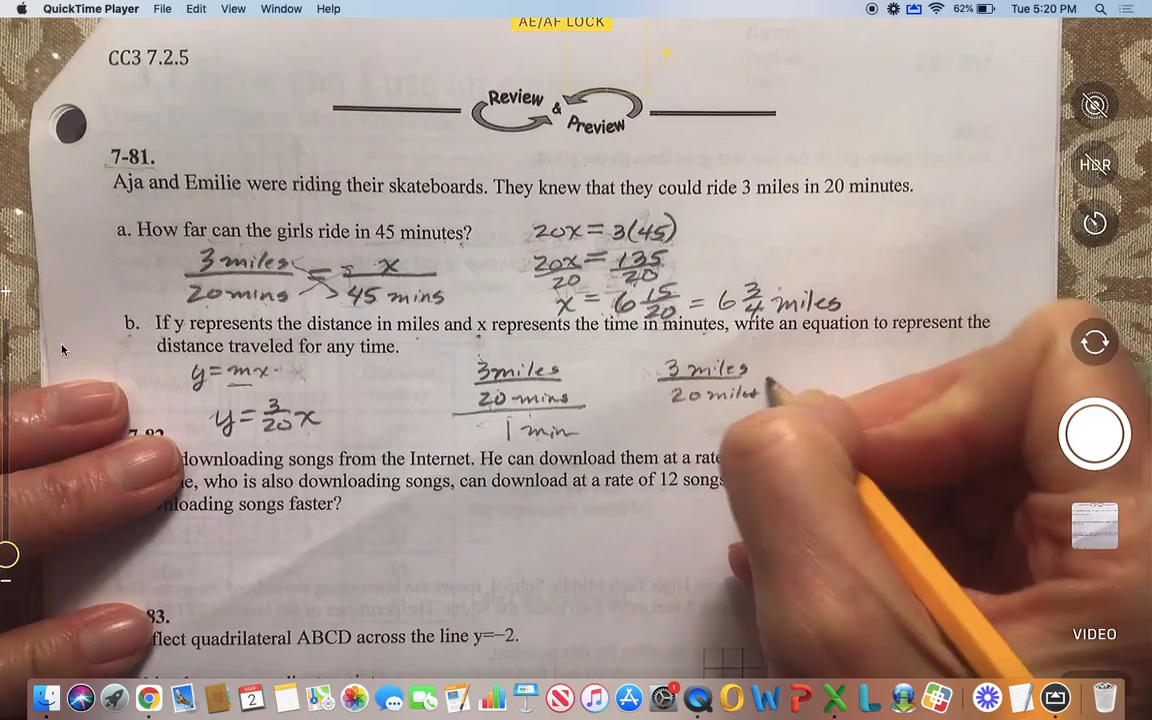 QuickTime Player File Edit View Window Help 62% Tue 5:20 PM
AE/AF LOCK
CC3 7.2.5
Review & Preview
HDR
7-81.
Aja and Emilie were riding their skateboards. They knew that they could ride 3 miles in 20 minutes.
a. How far can the girls ride in 45 minutes?
3 miles / 20 mins = x / 45 mins
20x = 3(45)
20x / 20 = 135 / 20
x = 6 15/20 = 6 3/4 miles
b. If y represents the distance in miles and x represents the time in minutes, write an equation to represent the
distance traveled for any time.
y = mx
y = 3/20 x
3 miles
20 mins
1 min
3 miles
20 miles
downloading songs from the Internet. He can download them at a rate
who is also downloading songs, can download at a rate of 12 songs
loading songs faster?
83.
flect quadrilateral ABCD across the line y=−2.
VIDEO
MAR
2